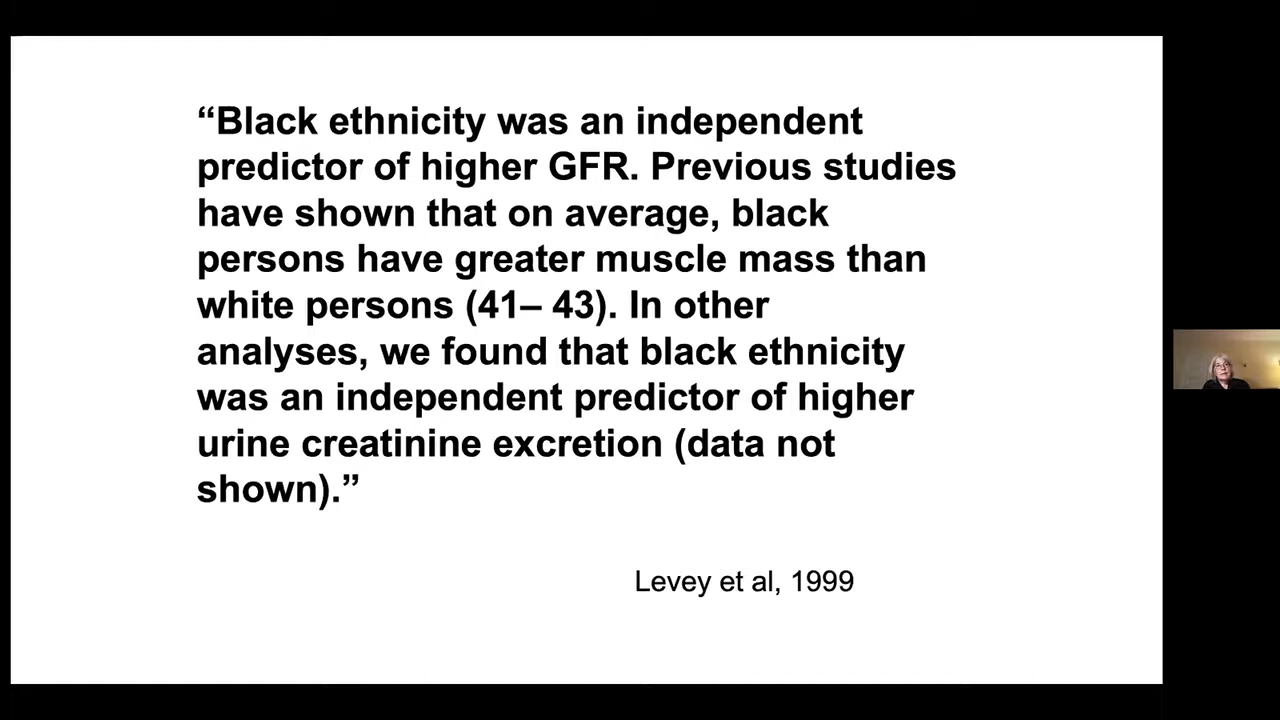 “Black ethnicity was an independent
predictor of higher GFR. Previous studies
have shown that on average, black
persons have greater muscle mass than
white persons (41– 43). In other
analyses, we found that black ethnicity
was an independent predictor of higher
urine creatinine excretion (data not
shown).”
Levey et al, 1999